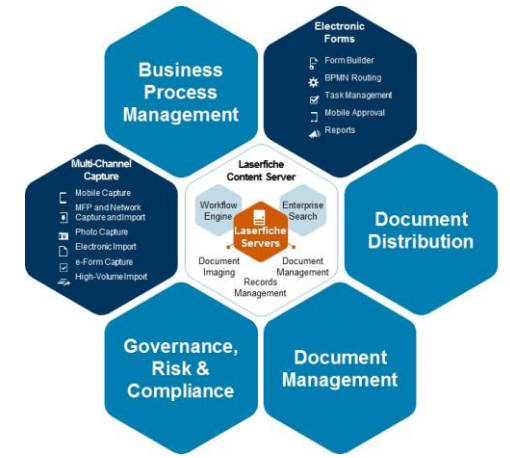 Electronic
Forms
Form Builder
BPMN Routing
Task Management
Mobile Approval
Reports
Business
Process
Management
Multi-Channel
Capture
Mobile Capture
MFP and Network
Capture and Import
Photo Capture
Electronic Import
e-Form Capture
High-Volume Import
Laserfiche
Content Server
Workflow
Engine
Enterprise
Search
Laserfiche
Servers
Document
Imaging
Document
Management
Records
Management
Document
Distribution
Governance,
Risk &
Compliance
Document
Management